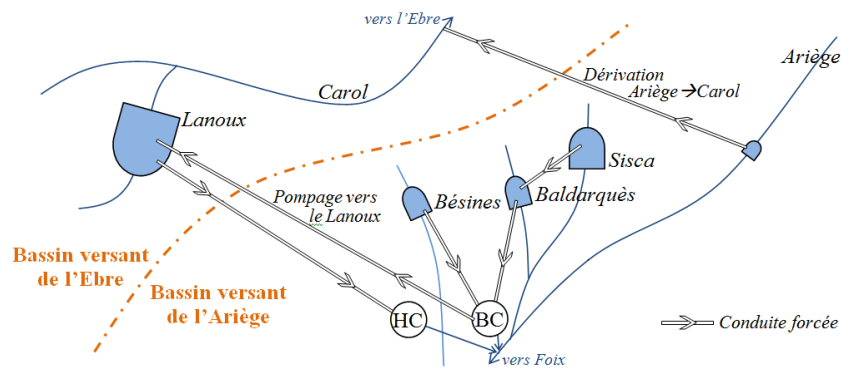 vers l'Ebre
Ariège
Dérivation
Ariège→Carol
Carol
Lanoux
Sisca
Pompage vers
le Lanoux
Bésines
Baldarquès
Bassin versant
de l'Ebre
Bassin versant
de l'Ariège
HC
BC
Conduite forcée
vers Foix